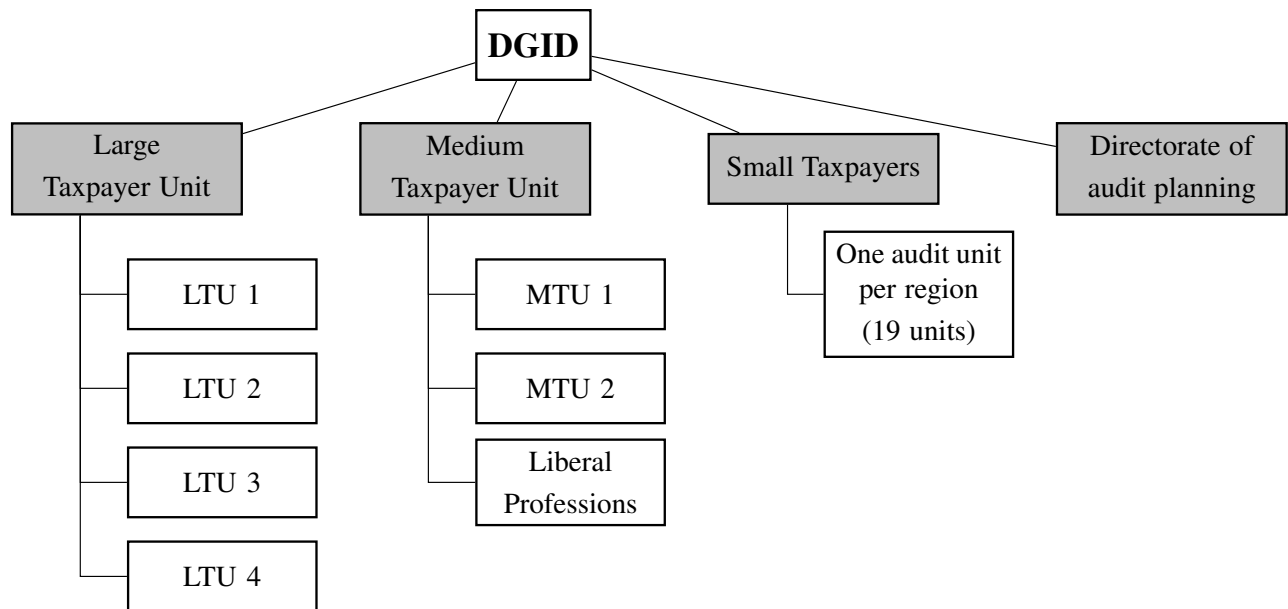 DGID
Large
Taxpayer Unit
Medium
Taxpayer Unit
Small Taxpayers
Directorate of
audit planning
LTU 1
LTU 2
LTU 3
LTU 4
MTU 1
MTU 2
Liberal
Professions
One audit unit
per region
(19 units)